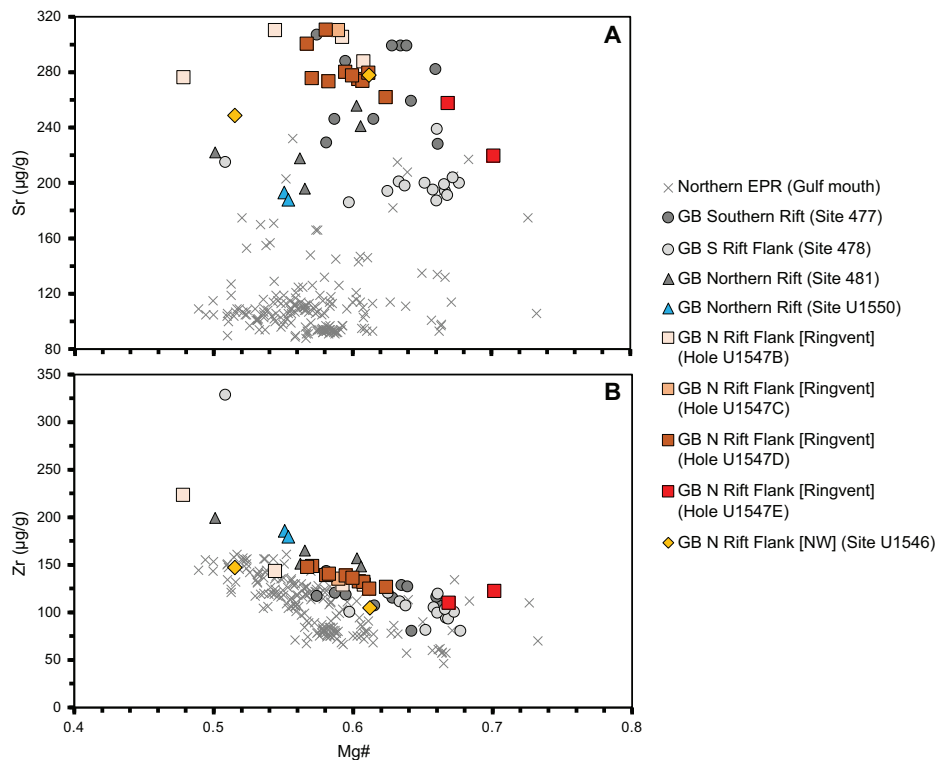 320
280
240
200
160
120
80
Sr (µg/g)
A
350
300
250
200
150
100
50
0
Zr (µg/g)
B
0.4
0.5
0.6
0.7
0.8
Mg#
Northern EPR (Gulf mouth)
GB Southern Rift (Site 477)
GB S Rift Flank (Site 478)
GB Northern Rift (Site 481)
GB Northern Rift (Site U1550)
GB N Rift Flank [Ringvent]
(Hole U1547B)
GB N Rift Flank [Ringvent]
(Hole U1547C)
GB N Rift Flank [Ringvent]
(Hole U1547D)
GB N Rift Flank [Ringvent]
(Hole U1547E)
GB N Rift Flank [NW] (Site U1546)